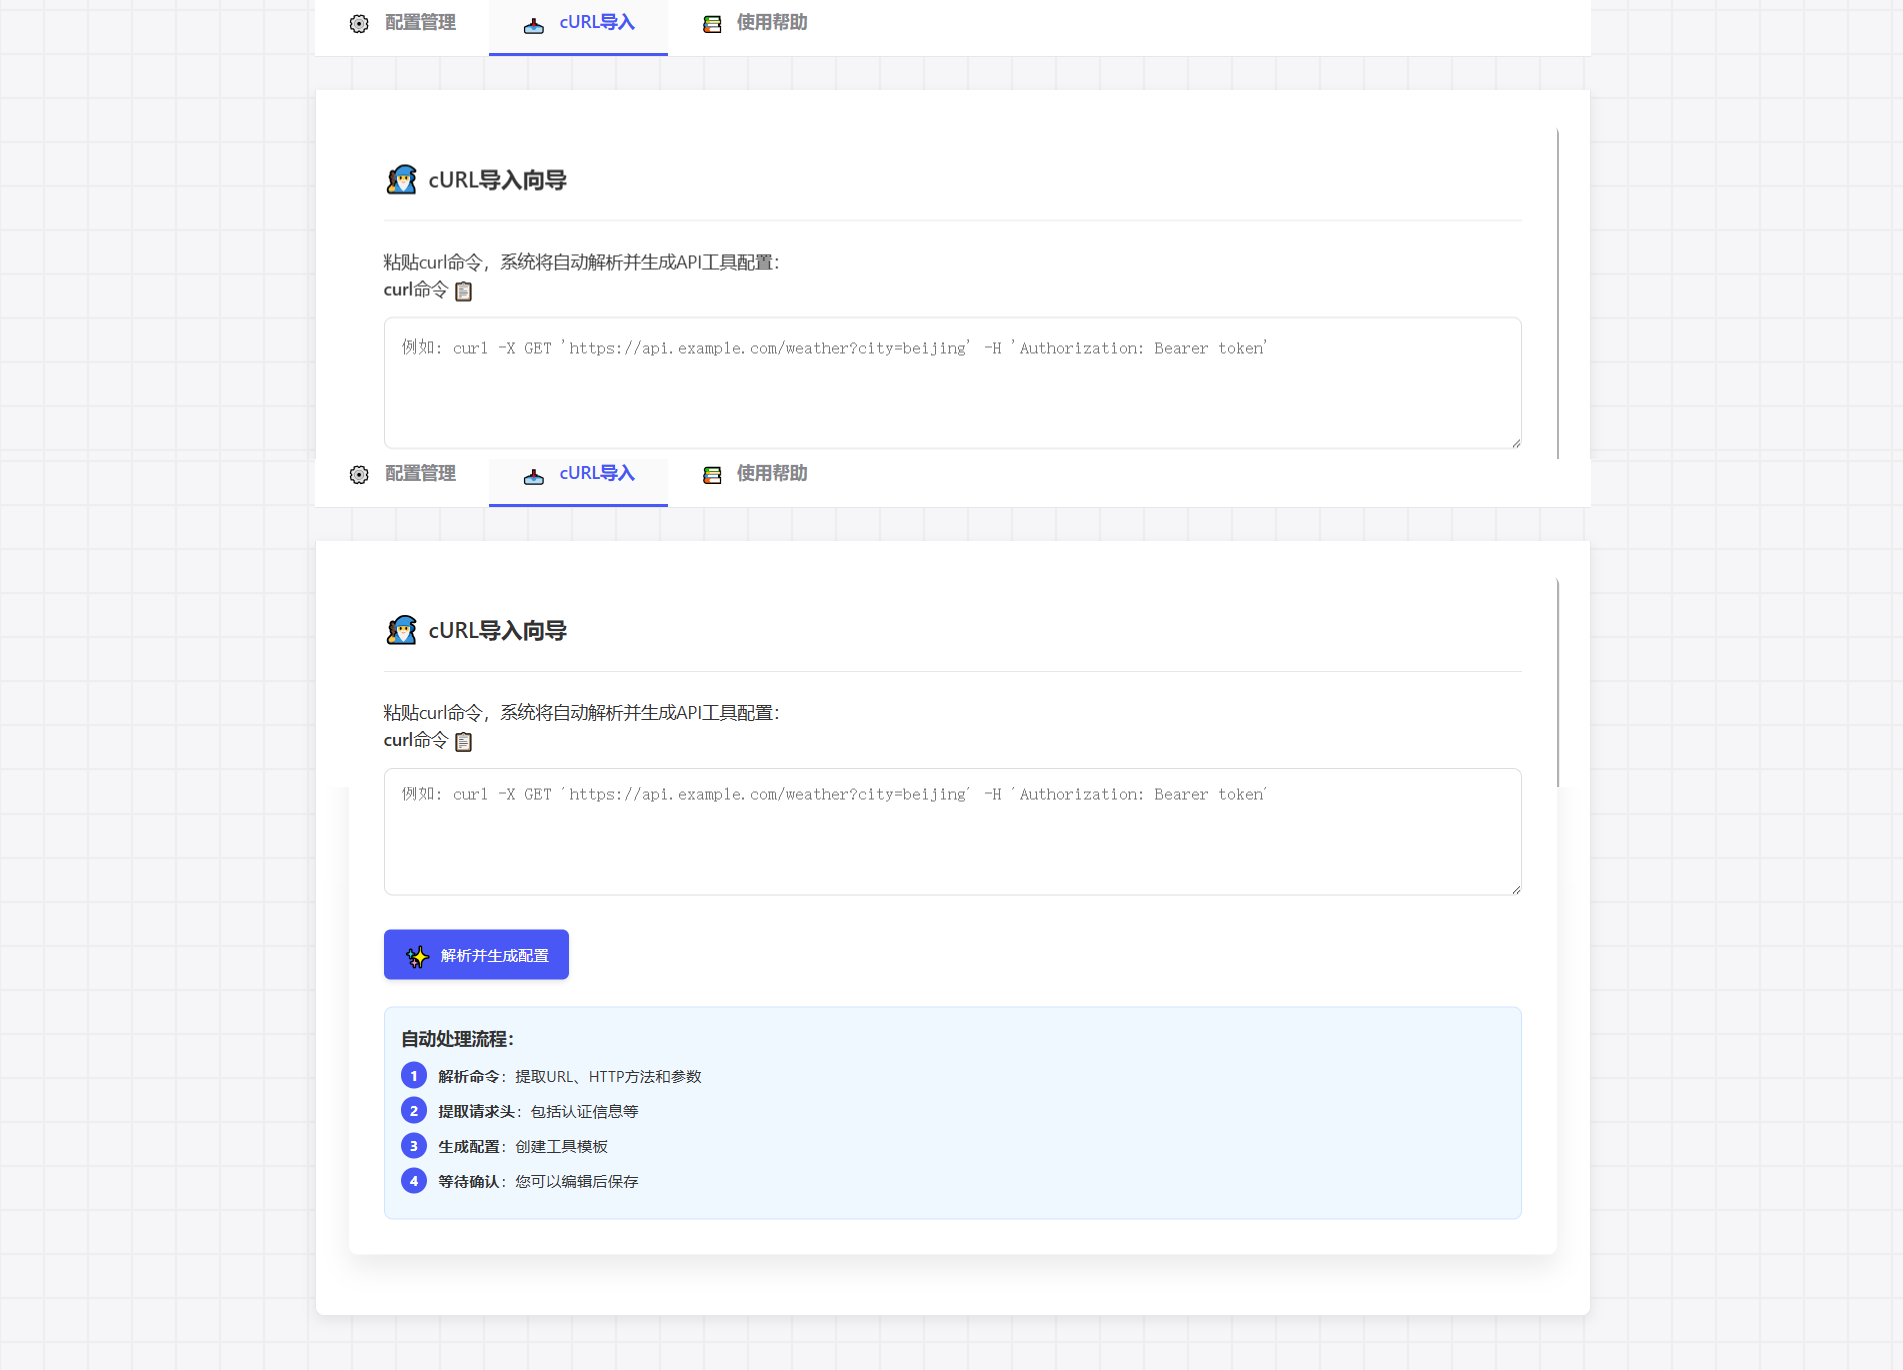 配置管理 cURL导入 使用帮助
cURL导入向导
粘贴curl命令，系统将自动解析并生成API工具配置：
curl命令
例如: curl -X GET 'https://api.example.com/weather?city=beijing' -H 'Authorization: Bearer token'
配置管理 cURL导入 使用帮助
cURL导入向导
粘贴curl命令，系统将自动解析并生成API工具配置：
curl命令
例如: curl -X GET 'https://api.example.com/weather?city=beijing' -H 'Authorization: Bearer token'
解析并生成配置
自动处理流程：
1 解析命令：提取URL、HTTP方法和参数
2 提取请求头：包括认证信息等
3 生成配置：创建工具模板
4 等待确认：您可以编辑后保存